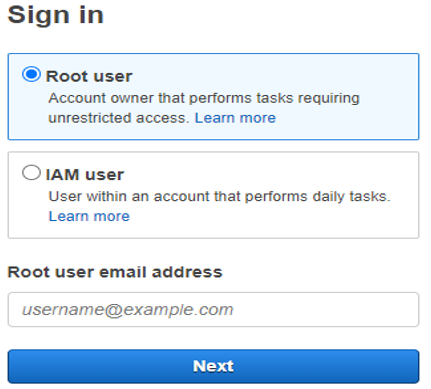 Sign in
Root user
Account owner that performs tasks requiring
unrestricted access. Learn more
IAM user
User within an account that performs daily tasks.
Learn more
Root user email address
username@example.com
Next